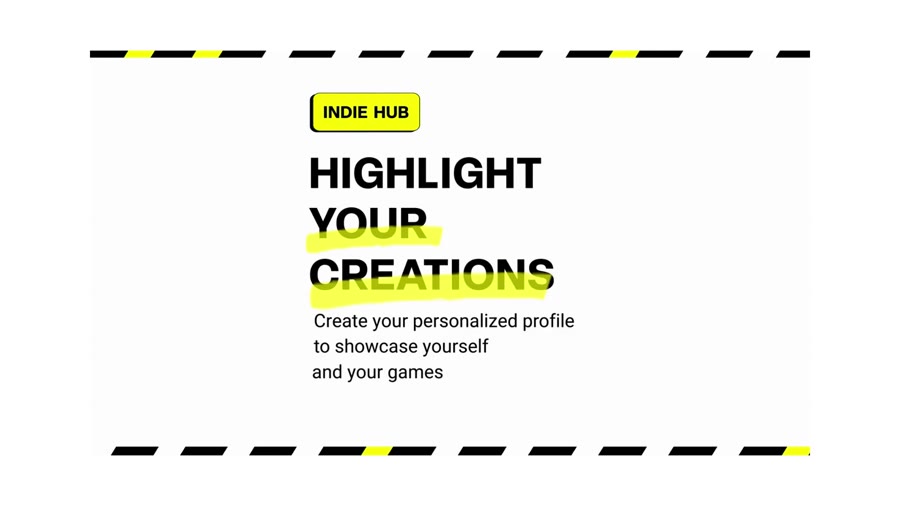 INDIE HUB
HIGHLIGHT
YOUR
CREATIONS
Create your personalized profile
to showcase yourself
and your games